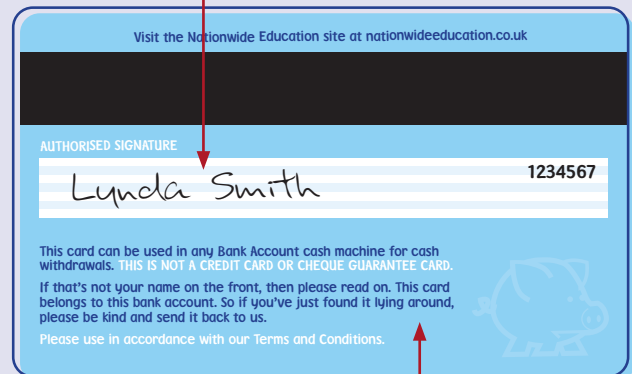 Visit the Nationwide Education site at nationwideeducation.co.uk
AUTHORISED SIGNATURE
1234567
Lynda Smith
This card can be used in any Bank Account cash machine for cash
withdrawals. THIS IS NOT A CREDIT CARD OR CHEQUE GUARANTEE CARD.
If that's not your name on the front, then please read on. This card
belongs to this bank account. So if you've just found it lying around,
please be kind and send it back to us.
Please use in accordance with our Terms and Conditions.